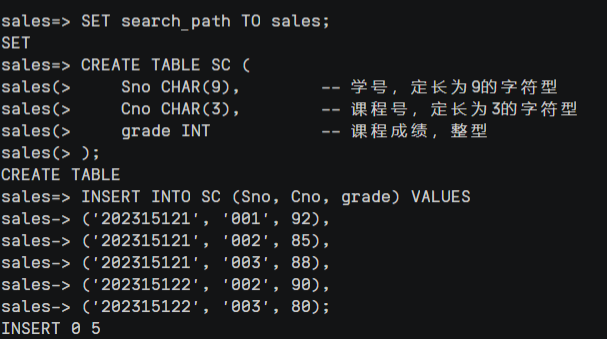 sales=> SET search_path TO sales;
SET
sales=> CREATE TABLE SC (
sales(>     Sno CHAR(9),        -- 学号，定长为9的字符型
sales(>     Cno CHAR(3),        -- 课程号，定长为3的字符型
sales(>     grade INT           -- 课程成绩，整型
sales(> );
CREATE TABLE
sales=> INSERT INTO SC (Sno, Cno, grade) VALUES
sales-> ('202315121', '001', 92),
sales-> ('202315121', '002', 85),
sales-> ('202315121', '003', 88),
sales-> ('202315122', '002', 90),
sales-> ('202315122', '003', 80);
INSERT 0 5